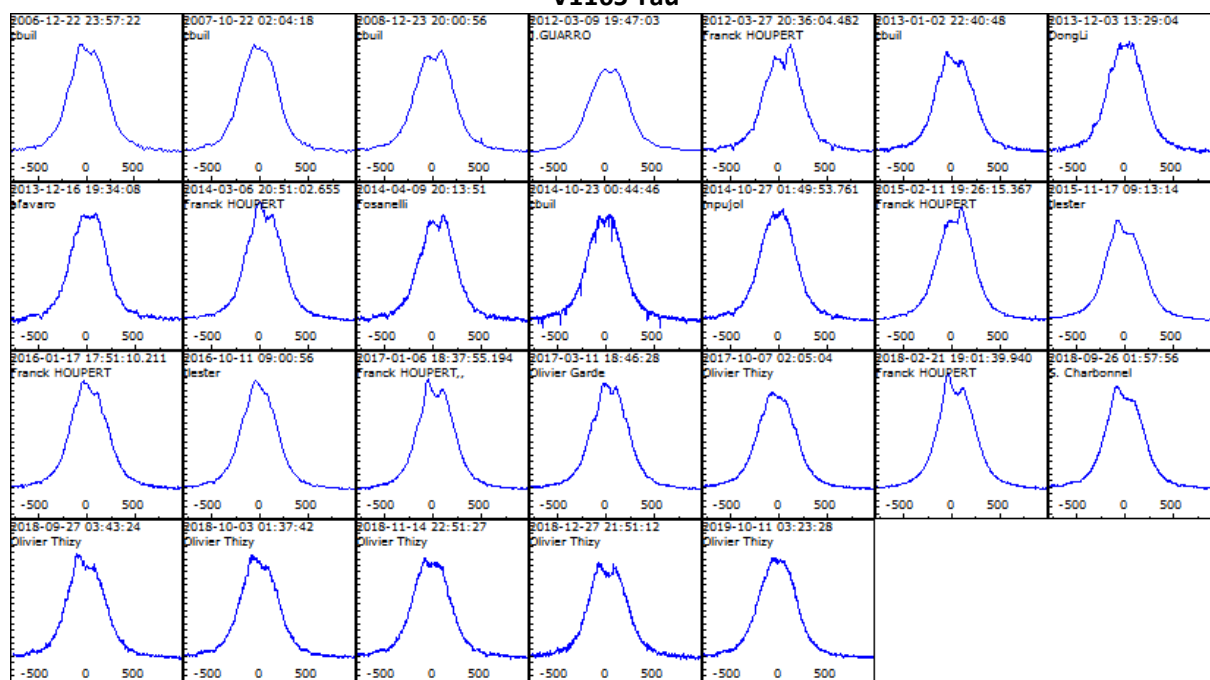 2006-12-22 23:57:22
cbuil
-500 0 500
2007-10-22 02:04:18
cbuil
-500 0 500
2008-12-23 20:00:56
cbuil
-500 0 500
2012-03-09 19:47:03
J.GUARRO
-500 0 500
2012-03-27 20:36:04.482
Franck HOUPERT
-500 0 500
2013-01-02 22:40:48
cbuil
-500 0 500
2013-12-03 13:29:04
DongLi
-500 0 500
2013-12-16 19:34:08
afavaro
-500 0 500
2014-03-06 20:51:02.655
Franck HOUPERT
-500 0 500
2014-04-09 20:13:51
Fosanelli
-500 0 500
2014-10-23 00:44:46
cbuil
-500 0 500
2014-10-27 01:49:53.761
mpujol
-500 0 500
2015-02-11 19:26:15.367
Franck HOUPERT
-500 0 500
2015-11-17 09:13:14
tlester
-500 0 500
2016-01-17 17:51:10.211
Franck HOUPERT
-500 0 500
2016-10-11 09:00:56
tlester
-500 0 500
2017-01-06 18:37:55.194
Franck HOUPERT,,
-500 0 500
2017-03-11 18:46:28
Olivier Garde
-500 0 500
2017-10-07 02:05:04
Olivier Thizy
-500 0 500
2018-02-21 19:01:39.940
Franck HOUPERT
-500 0 500
2018-09-26 01:57:56
S. Charbonnel
-500 0 500
2018-09-27 03:43:24
Olivier Thizy
-500 0 500
2018-10-03 01:37:42
Olivier Thizy
-500 0 500
2018-11-14 22:51:27
Olivier Thizy
-500 0 500
2018-12-27 21:51:12
Olivier Thizy
-500 0 500
2019-10-11 03:23:28
Olivier Thizy
-500 0 500